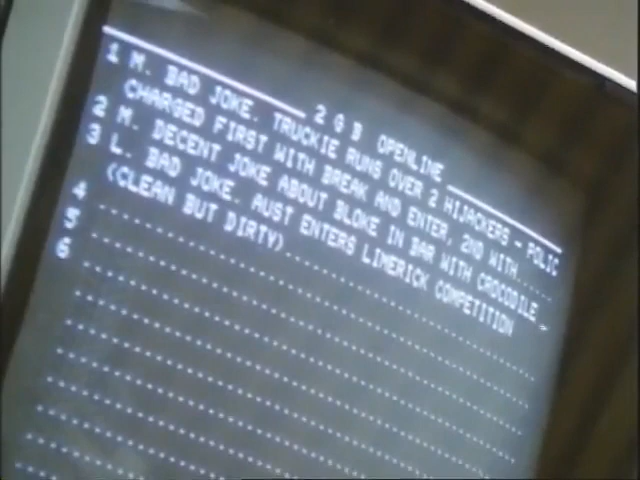 2 G B OPENLINE
1 M. BAD JOKE. TRUCKIE RUNS OVER 2 HIJACKERS - POLIC
CHARGED FIRST WITH BREAK AND ENTER, 2ND WITH......
2 M. DECENT JOKE ABOUT BLOKE IN BAR WITH CROCODILE
3 L. BAD JOKE. AUST ENTERS LIMERICK COMPETITION
(CLEAN BUT DIRTY)
4
5
6